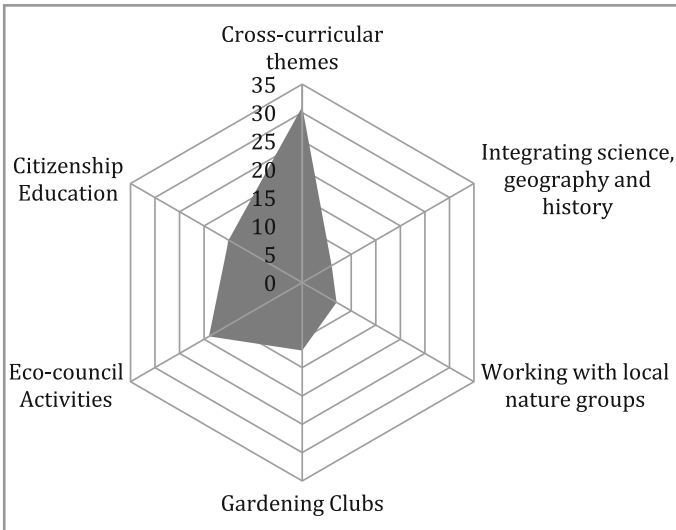 Cross-curricular
themes
35
30
25
20
15
10
5
0
Integrating science,
geography and
history
Working with local
nature groups
Gardening Clubs
Eco-council
Activities
Citizenship
Education